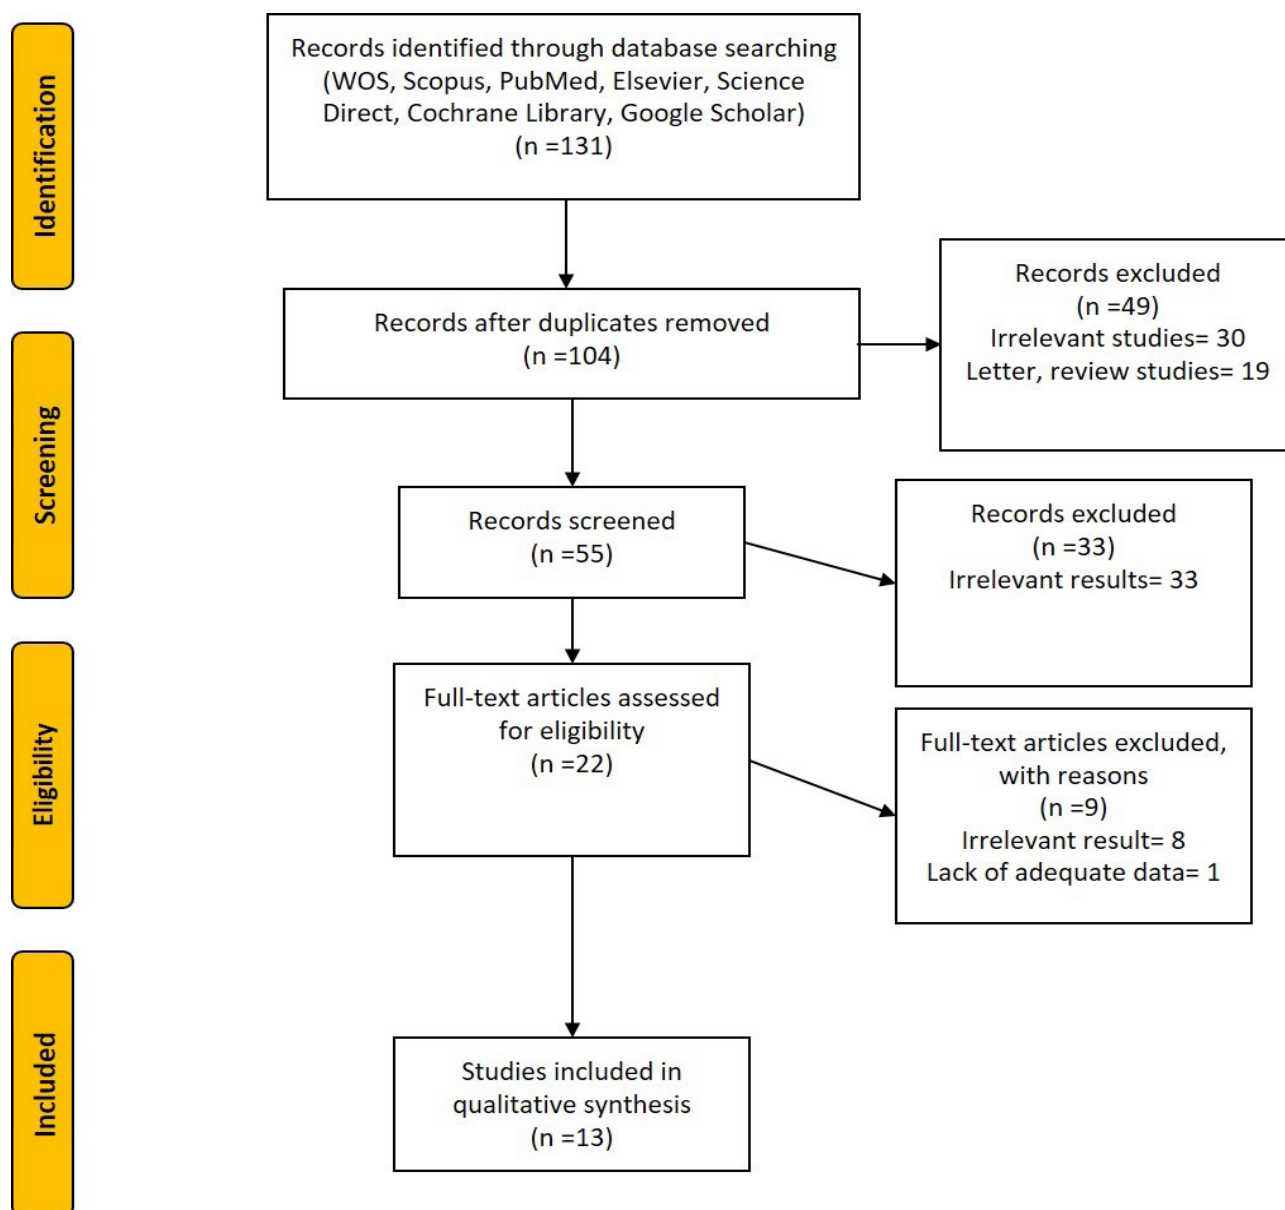 Identification
Records identified through database searching
(WOS, Scopus, PubMed, Elsevier, Science
Direct, Cochrane Library, Google Scholar)
(n =131)
Records after duplicates removed
(n =104)
Records excluded
(n =49)
Irrelevant studies= 30
Letter, review studies= 19
Screening
Records screened
(n =55)
Records excluded
(n =33)
Irrelevant results= 33
Eligibility
Full-text articles assessed
for eligibility
(n =22)
Full-text articles excluded,
with reasons
(n =9)
Irrelevant result= 8
Lack of adequate data= 1
Included
Studies included in
qualitative synthesis
(n =13)